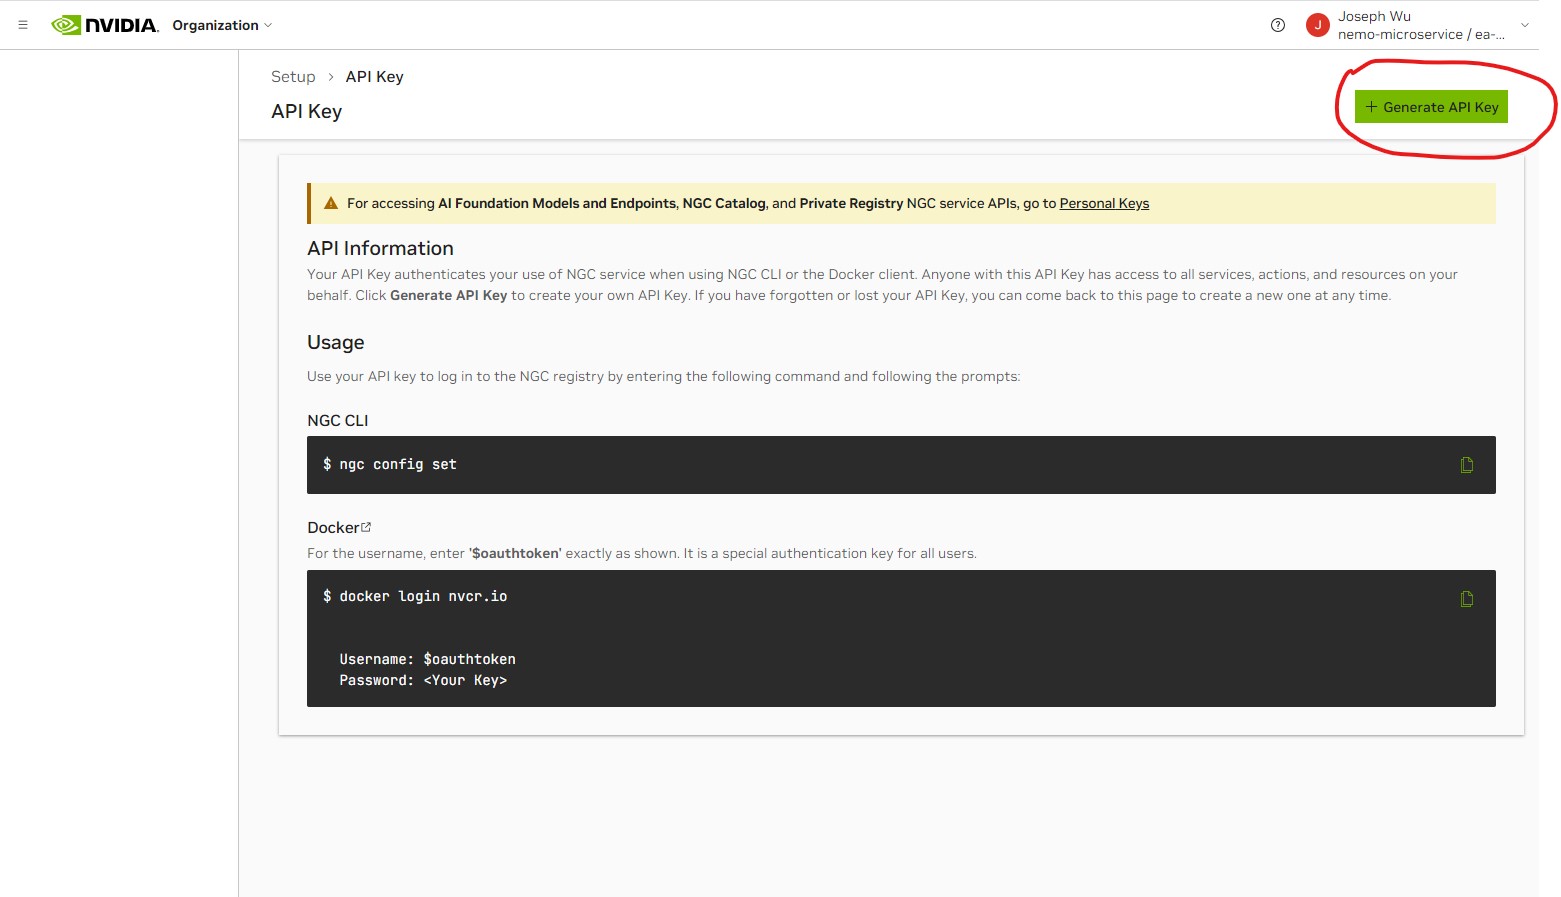 NVIDIA. Organization
J
Joseph Wu
nemo-microservice / ea-...
Setup > API Key
API Key
+ Generate API Key
For accessing AI Foundation Models and Endpoints, NGC Catalog, and Private Registry NGC service APIs, go to Personal Keys
API Information
Your API Key authenticates your use of NGC service when using NGC CLI or the Docker client. Anyone with this API Key has access to all services, actions, and resources on your
behalf. Click Generate API Key to create your own API Key. If you have forgotten or lost your API Key, you can come back to this page to create a new one at any time.
Usage
Use your API key to log in to the NGC registry by entering the following command and following the prompts:
NGC CLI
$ ngc config set
Docker
For the username, enter '$oauthtoken' exactly as shown. It is a special authentication key for all users.
$ docker login nvcr.io
Username: $oauthtoken
Password: <Your Key>